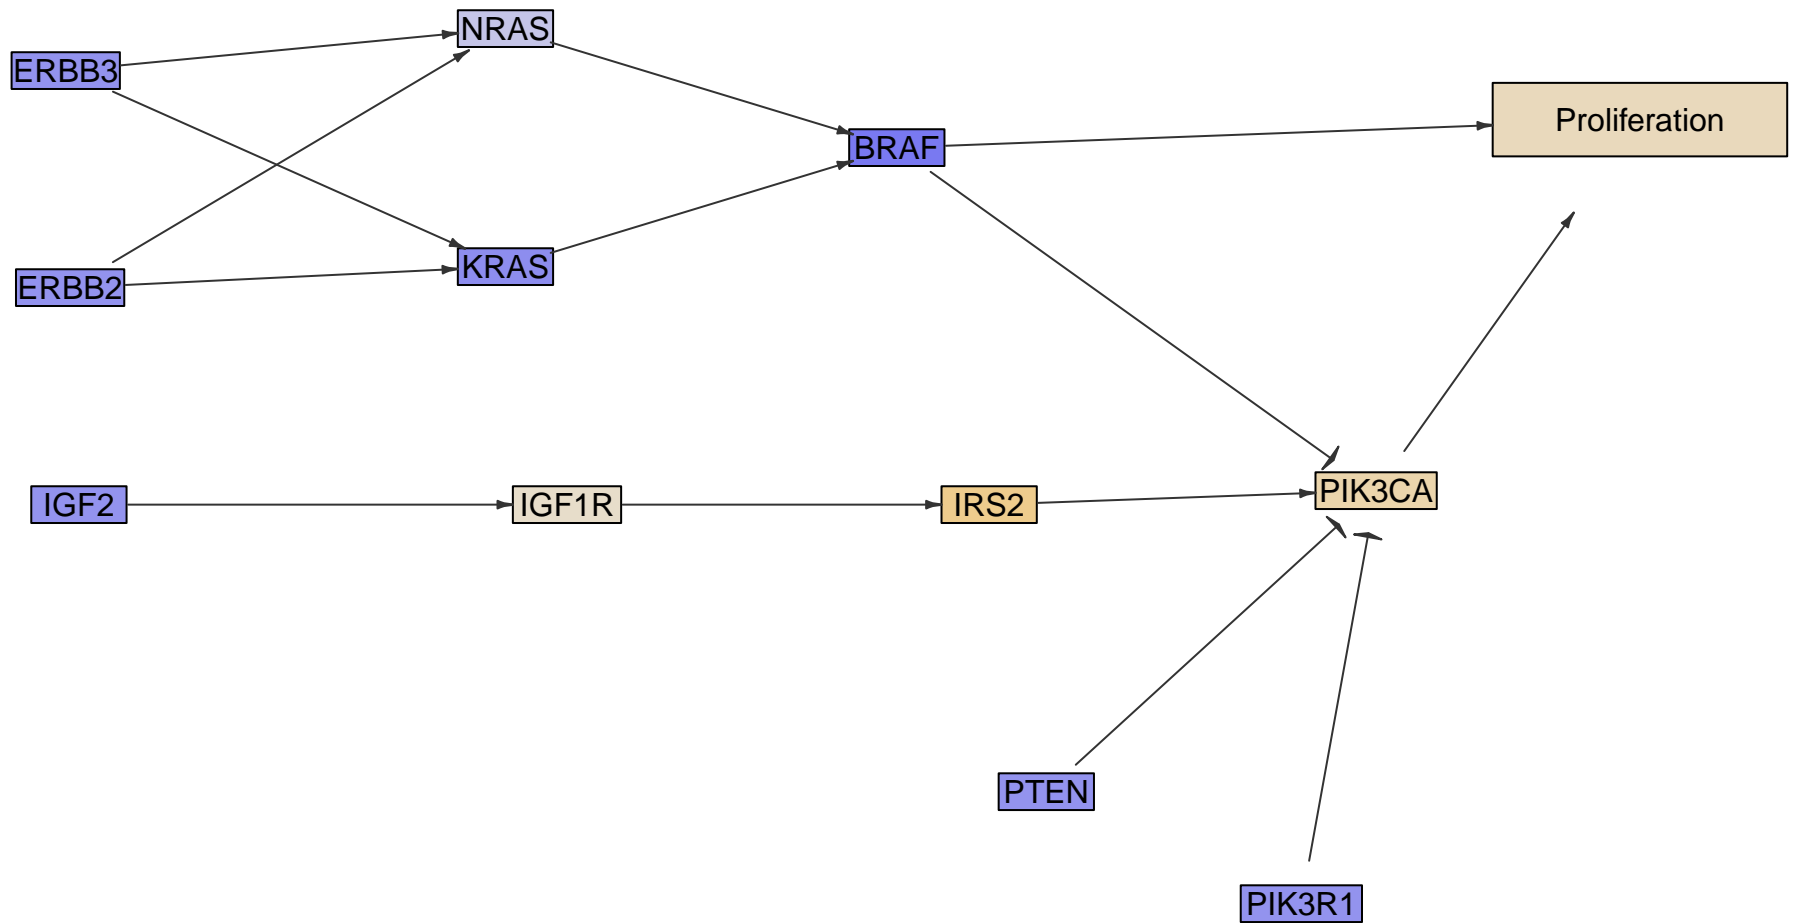 NRAS
ERBB3
Proliferation
BRAF
KRAS
ERBB2
PIK3CA
IGF2
IGF1R
IRS2
PTEN
PIK3R1